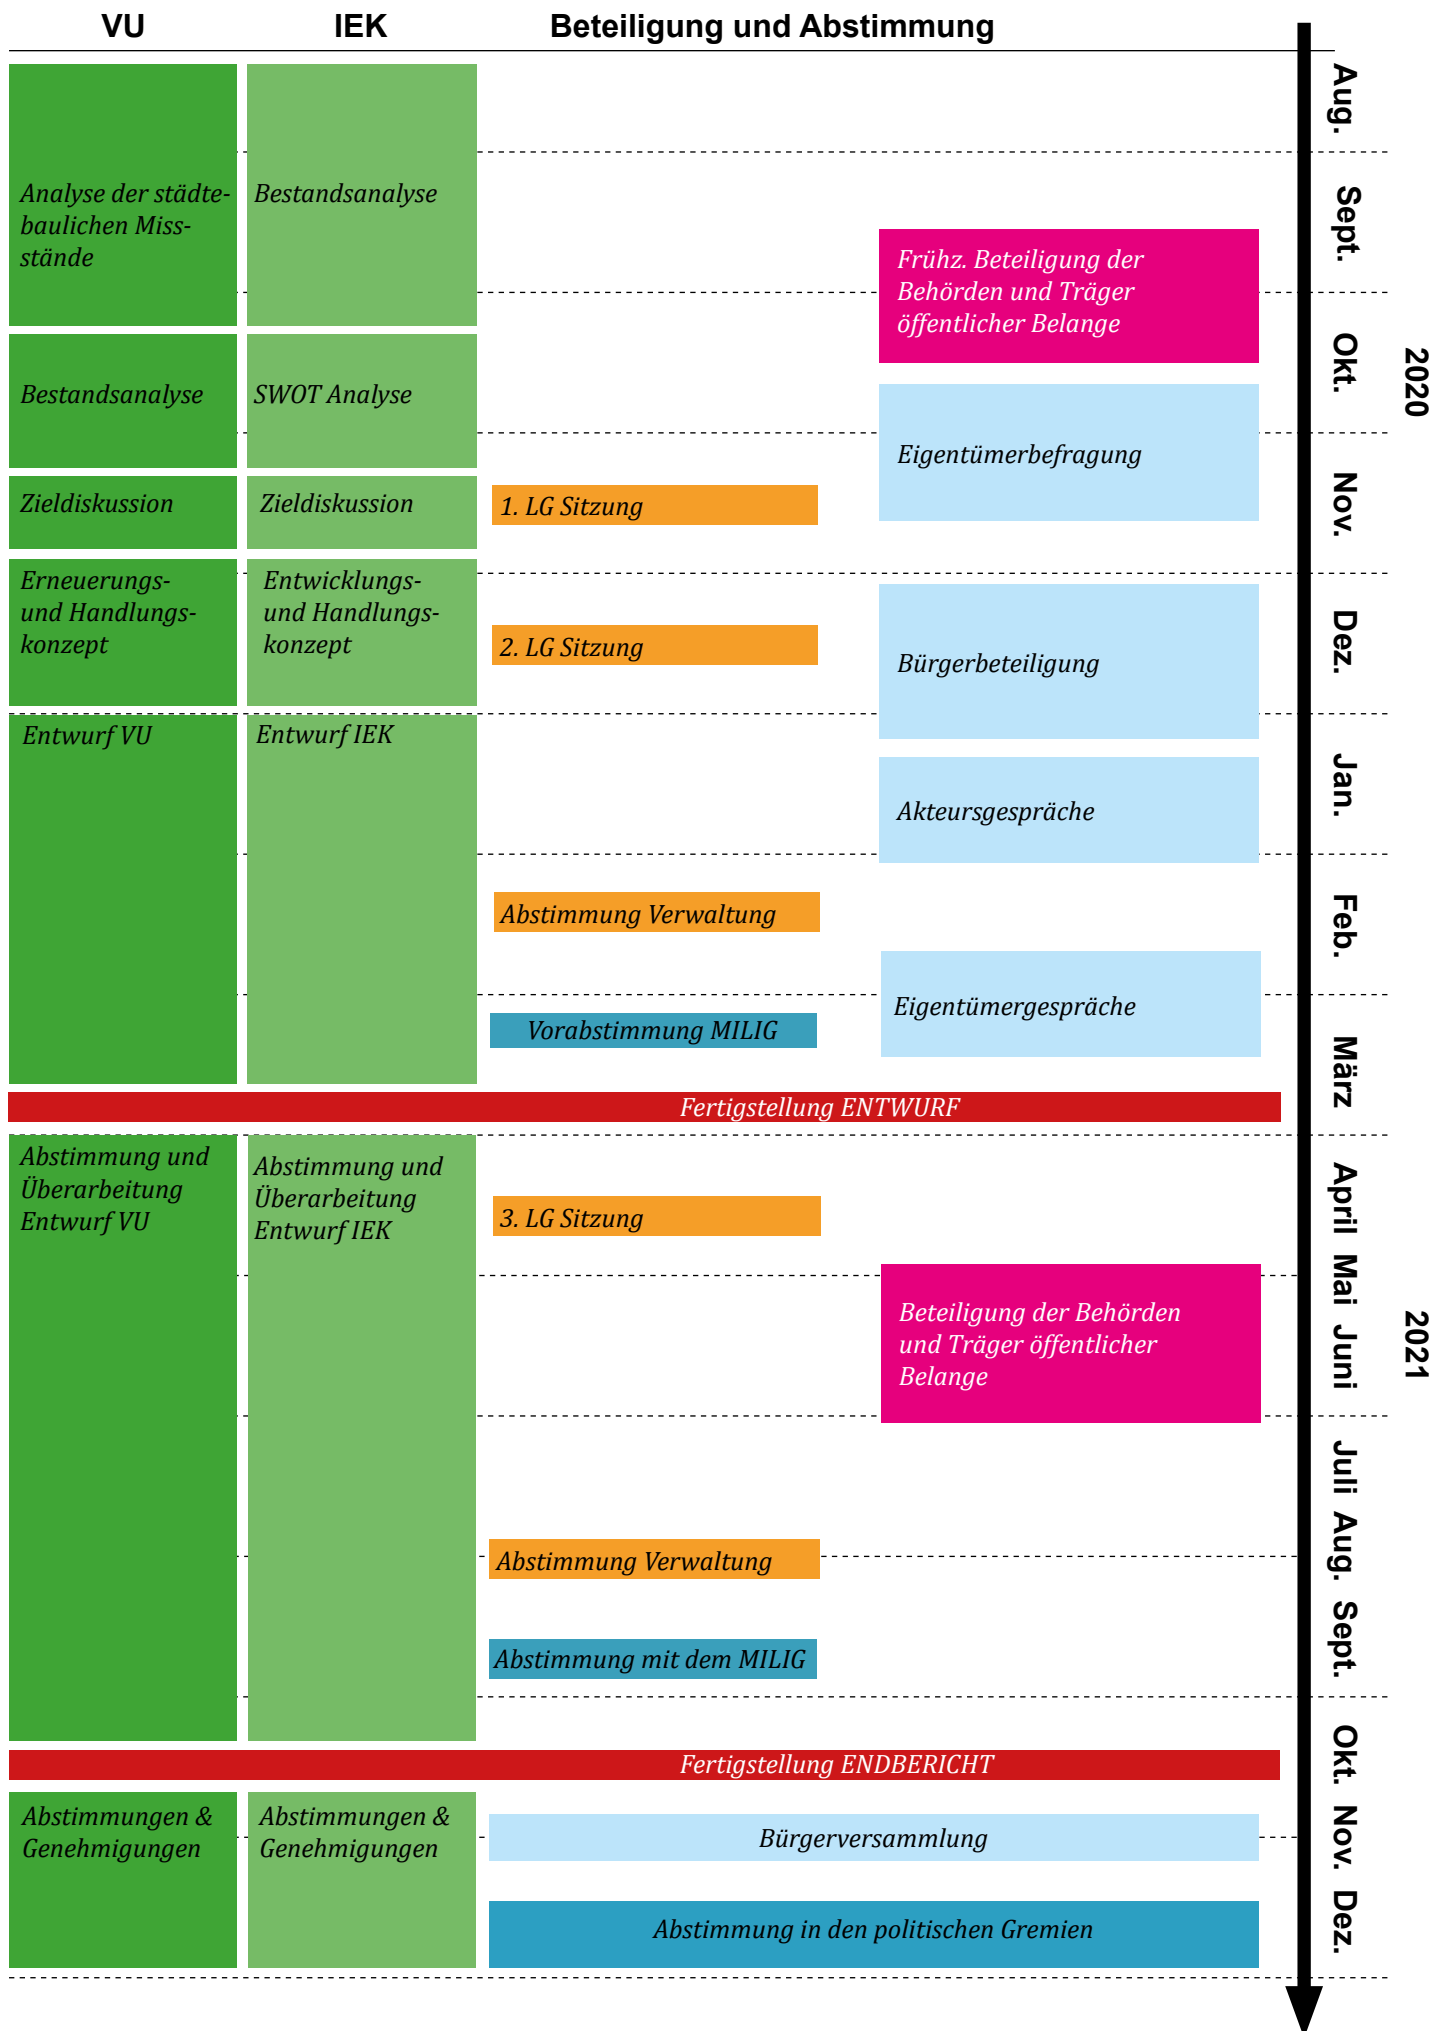 VU
IEK
Beteiligung und Abstimmung
Aug.
Analyse der städte-
baulichen Miss-
stände
Bestandsanalyse
Sept.
Frühz. Beteiligung der
Behörden und Träger
öffentlicher Belange
Bestandsanalyse
SWOT Analyse
Okt.
2020
Eigentümerbefragung
Zieldiskussion
Zieldiskussion
1. LG Sitzung
Nov.
Erneuerungs-
und Handlungs-
konzept
Entwicklungs-
und Handlungs-
konzept
2. LG Sitzung
Bürgerbeteiligung
Dez.
Entwurf VU
Entwurf IEK
Akteursgespräche
Jan.
Abstimmung Verwaltung
Feb.
Eigentümergespräche
Vorabstimmung MILIG
März
Fertigstellung ENTWURF
Abstimmung und
Überarbeitung
Entwurf VU
Abstimmung und
Überarbeitung
Entwurf IEK
3. LG Sitzung
April
Mai
Beteiligung der Behörden
und Träger öffentlicher
Belange
Juni
2021
Juli
Abstimmung Verwaltung
Aug.
Abstimmung mit dem MILIG
Sept.
Fertigstellung ENDBERICHT
Okt.
Abstimmungen &
Genehmigungen
Abstimmungen &
Genehmigungen
Bürgerversammlung
Nov.
Abstimmung in den politischen Gremien
Dez.